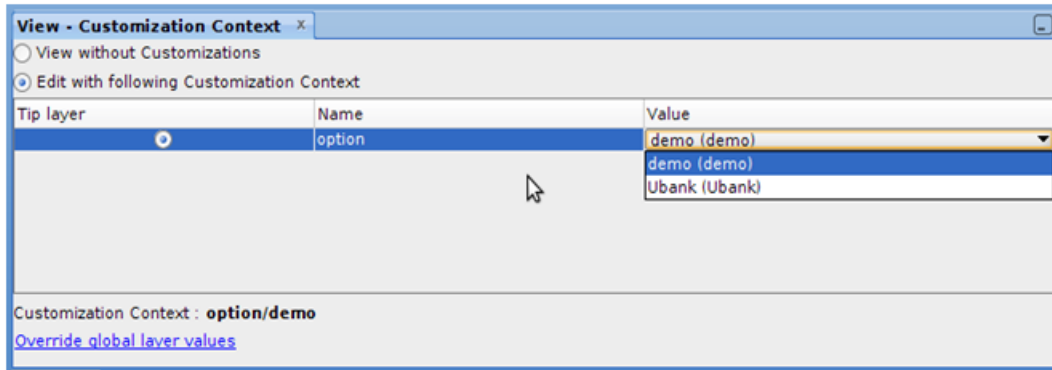 View - Customization Context x
View without Customizations
Edit with following Customization Context
Tip layer Name Value
option demo (demo)
demo (demo)
Ubank (Ubank)
Customization Context : option/demo
Override global layer values